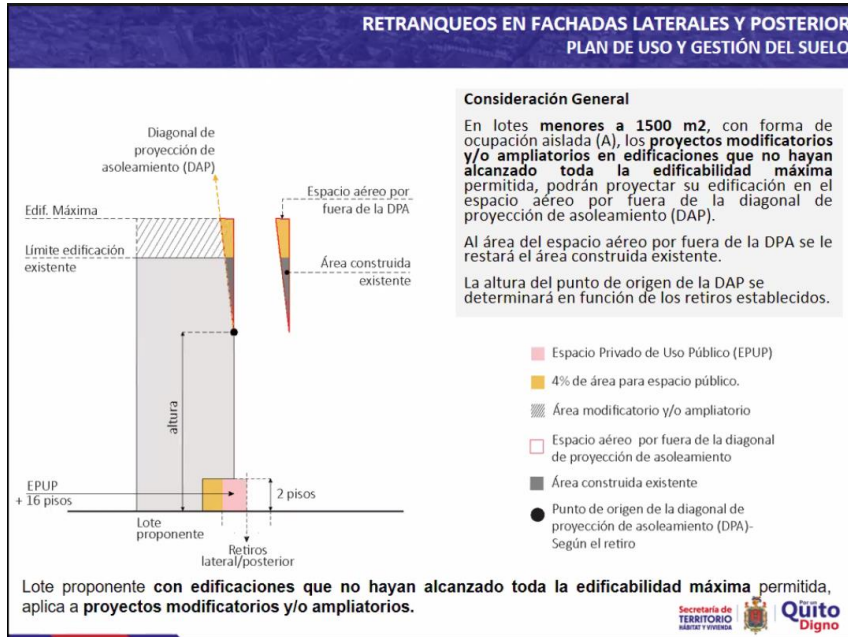 RETRANQUEOS EN FACHADAS LATERALES Y POSTERIOR
PLAN DE USO Y GESTIÓN DEL SUELO
Consideración General
En lotes menores a 1500 m2, con forma de
ocupación aislada (A), los proyectos modificatorios
y/o ampliatorios en edificaciones que no hayan
alcanzado toda la edificabilidad máxima
permitida, podrán proyectar su edificación en el
espacio aéreo por fuera de la diagonal de
proyección de asoleamiento (DAP).
Al área del espacio aéreo por fuera de la DPA se le
restará el área construida existente.
La altura del punto de origen de la DAP se
determinará en función de los retiros establecidos.
Diagonal de
proyección de
asoleamiento (DAP)
Espacio aéreo por
fuera de la DPA
Edif. Máxima
Límite edificación
existente
Área construida
existente
altura
EPUP
+ 16 pisos
2 pisos
Lote
proponente
Retiros
lateral/posterior
Espacio Privado de Uso Público (EPUP)
4% de área para espacio público.
Área modificatorio y/o ampliatorio
Espacio aéreo por fuera de la diagonal
de proyección de asoleamiento
Área construida existente
Punto de origen de la diagonal de
proyección de asoleamiento (DPA)-
Según el retiro
Lote proponente con edificaciones que no hayan alcanzado toda la edificabilidad máxima permitida,
aplica a proyectos modificatorios y/o ampliatorios.
Secretaría de
TERRITORIO
HÁBITAT Y VIVIENDA
Por un
Quito
Digno